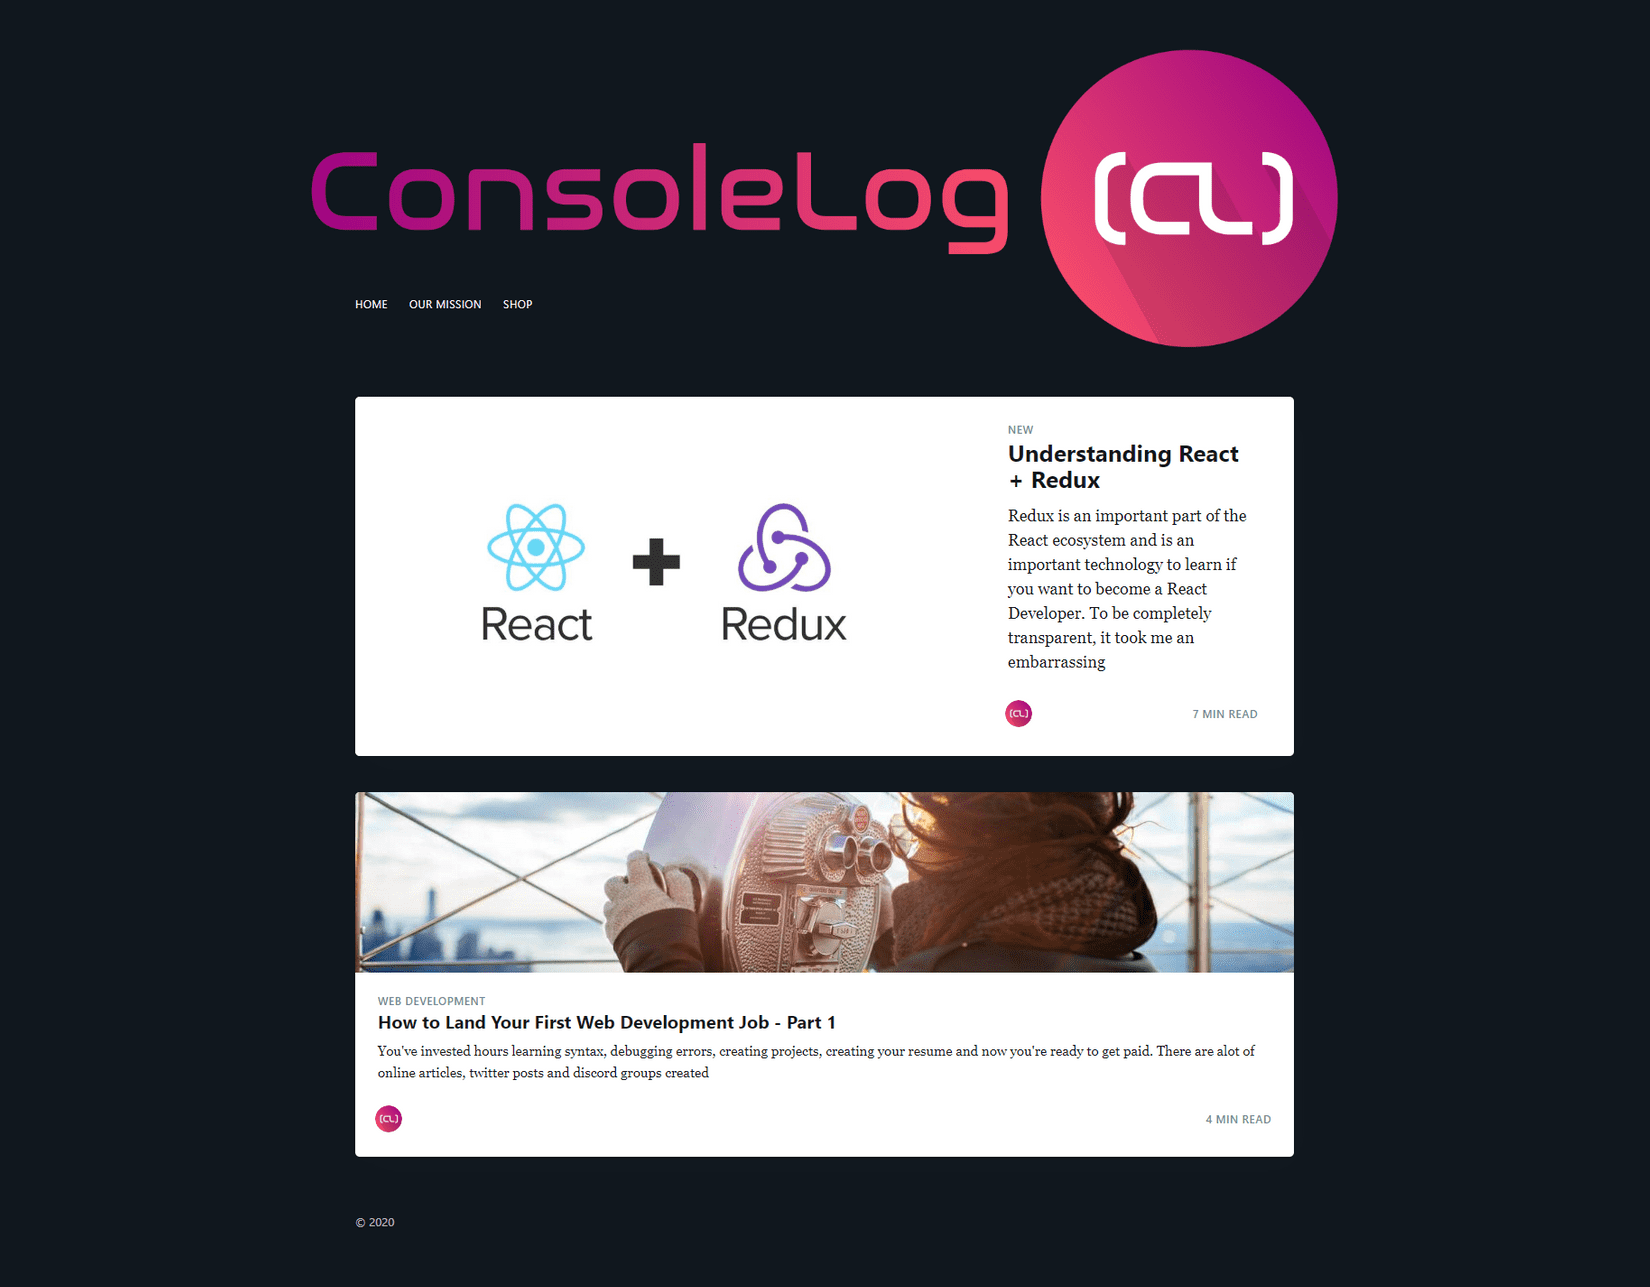 ConsoleLog
(CL)
HOME OUR MISSION SHOP
NEW
Understanding React
+ Redux
Redux is an important part of the
React ecosystem and is an
important technology to learn if
you want to become a React
Developer. To be completely
transparent, it took me an
embarrassing
React + Redux
(CL) 7 MIN READ
WEB DEVELOPMENT
How to Land Your First Web Development Job - Part 1
You've invested hours learning syntax, debugging errors, creating projects, creating your resume and now you're ready to get paid. There are alot of
online articles, twitter posts and discord groups created
(CL) 4 MIN READ
© 2020